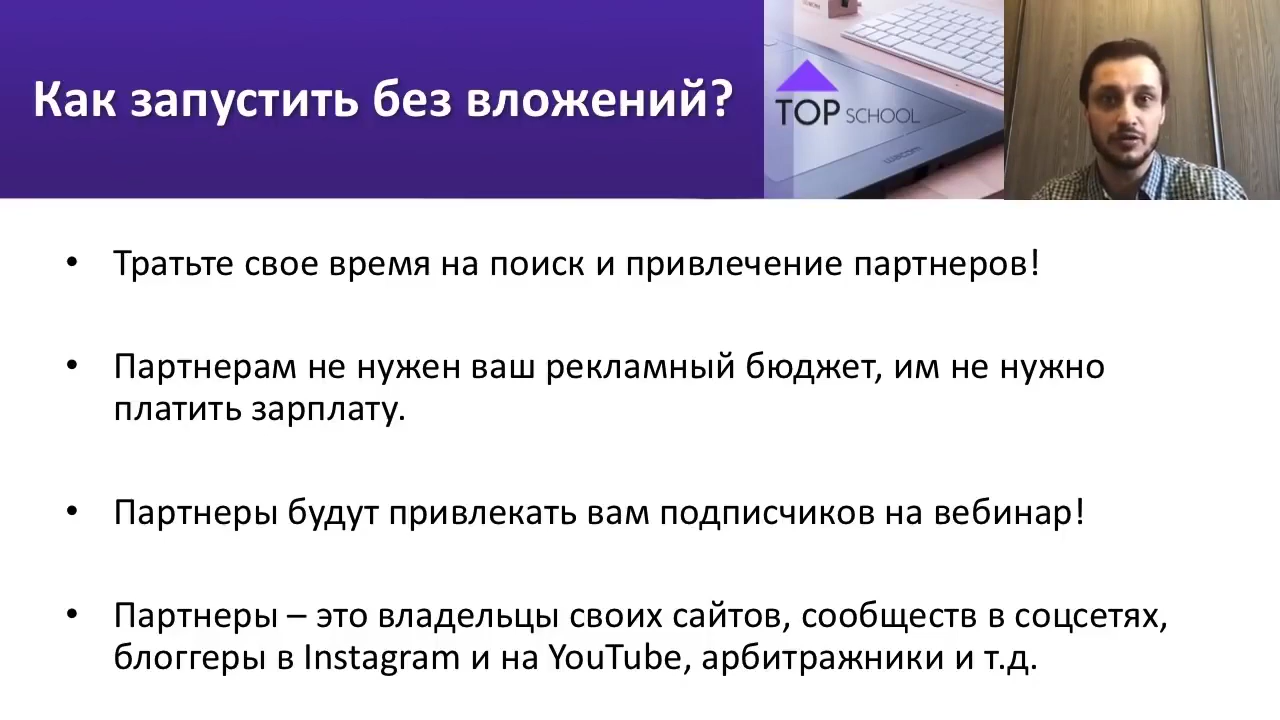 Как запустить без вложений?
TOP SCHOOL
wacom
• Тратьте свое время на поиск и привлечение партнеров!
• Партнерам не нужен ваш рекламный бюджет, им не нужно
платить зарплату.
• Партнеры будут привлекать вам подписчиков на вебинар!
• Партнеры – это владельцы своих сайтов, сообществ в соцсетях,
блоггеры в Instagram и на YouTube, арбитражники и т.д.